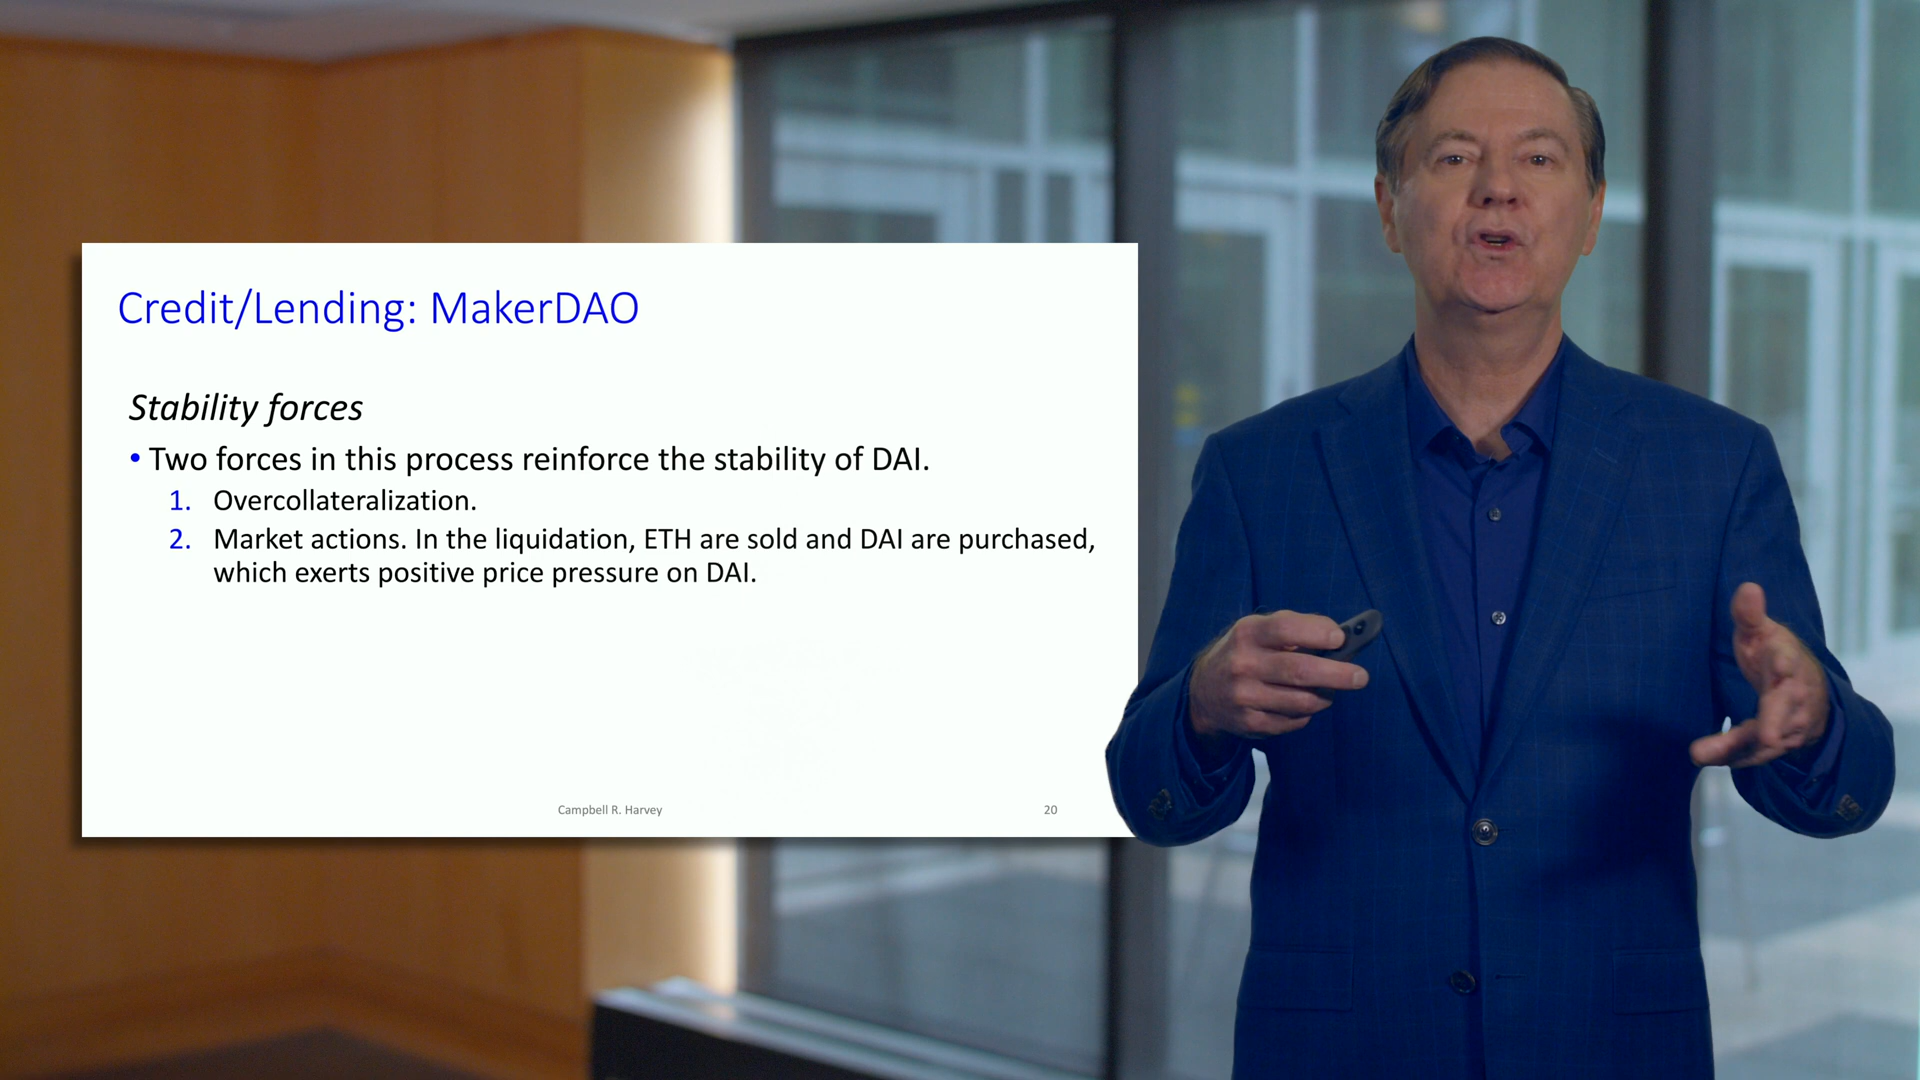 Credit/Lending: MakerDAO
Stability forces
• Two forces in this process reinforce the stability of DAI.
1. Overcollateralization.
2. Market actions. In the liquidation, ETH are sold and DAI are purchased,
which exerts positive price pressure on DAI.
Campbell R. Harvey
20